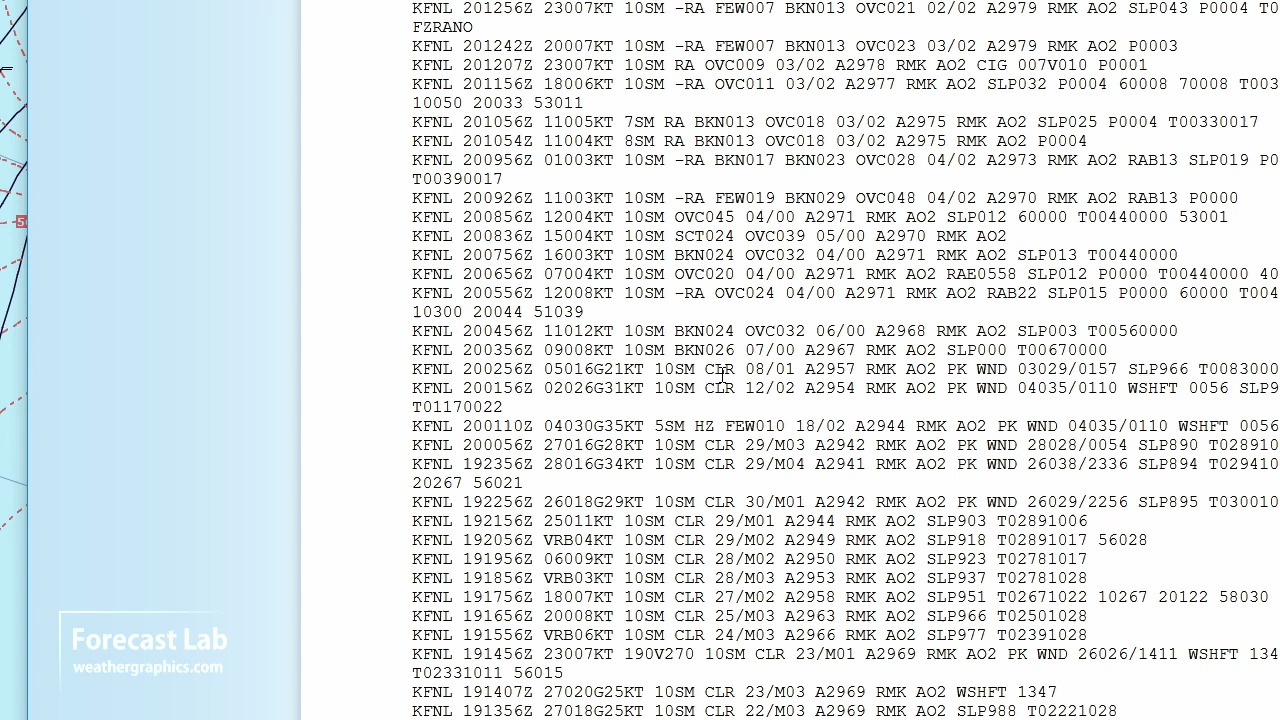 KFNL 201256Z 23007KT 10SM -RA FEW007 BKN013 OVC021 02/02 A2979 RMK AO2 SLP043 P0004 T0
FZRANO
KFNL 201242Z 20007KT 10SM -RA FEW007 BKN013 OVC023 03/02 A2979 RMK AO2 P0003
KFNL 201207Z 23007KT 10SM RA OVC009 03/02 A2978 RMK AO2 CIG 007V010 P0001
KFNL 201156Z 18006KT 10SM -RA OVC011 03/02 A2977 RMK AO2 SLP032 P0004 60008 70008 T003
10050 20033 53011
KFNL 201056Z 11005KT 7SM RA BKN013 OVC018 03/02 A2975 RMK AO2 SLP025 P0004 T00330017
KFNL 201054Z 11004KT 8SM RA BKN013 OVC018 03/02 A2975 RMK AO2 P0004
KFNL 200956Z 01003KT 10SM -RA BKN017 BKN023 OVC028 04/02 A2973 RMK AO2 RAB13 SLP019 P0
T00390017
KFNL 200926Z 11003KT 10SM -RA FEW019 BKN029 OVC048 04/02 A2970 RMK AO2 RAB13 P0000
KFNL 200856Z 12004KT 10SM OVC045 04/00 A2971 RMK AO2 SLP012 60000 T00440000 53001
KFNL 200836Z 15004KT 10SM SCT024 OVC039 05/00 A2970 RMK AO2
KFNL 200756Z 16003KT 10SM BKN024 OVC032 04/00 A2971 RMK AO2 SLP013 T00440000
KFNL 200656Z 07004KT 10SM OVC020 04/00 A2971 RMK AO2 RAE0558 SLP012 P0000 T00440000 40
KFNL 200556Z 12008KT 10SM -RA OVC024 04/00 A2971 RMK AO2 RAB22 SLP015 P0000 60000 T004
10300 20044 51039
KFNL 200456Z 11012KT 10SM BKN024 OVC032 06/00 A2968 RMK AO2 SLP003 T00560000
KFNL 200356Z 09008KT 10SM BKN026 07/00 A2967 RMK AO2 SLP000 T00670000
KFNL 200256Z 05016G21KT 10SM CLR 08/01 A2957 RMK AO2 PK WND 03029/0157 SLP966 T0083000
KFNL 200156Z 02026G31KT 10SM CLR 12/02 A2954 RMK AO2 PK WND 04035/0110 WSHFT 0056 SLP9
T01170022
KFNL 200110Z 04030G35KT 5SM HZ FEW010 18/02 A2944 RMK AO2 PK WND 04035/0110 WSHFT 0056
KFNL 200056Z 27016G28KT 10SM CLR 29/M03 A2942 RMK AO2 PK WND 28028/0054 SLP890 T028910
KFNL 192356Z 28016G34KT 10SM CLR 29/M04 A2941 RMK AO2 PK WND 26038/2336 SLP894 T029410
20267 56021
KFNL 192256Z 26018G29KT 10SM CLR 30/M01 A2942 RMK AO2 PK WND 26029/2256 SLP895 T030010
KFNL 192156Z 25011KT 10SM CLR 29/M01 A2944 RMK AO2 SLP903 T02891006
KFNL 192056Z VRB04KT 10SM CLR 29/M02 A2949 RMK AO2 SLP918 T02891017 56028
KFNL 191956Z 06009KT 10SM CLR 28/M02 A2950 RMK AO2 SLP923 T02781017
KFNL 191856Z VRB03KT 10SM CLR 28/M03 A2953 RMK AO2 SLP937 T02781028
KFNL 191756Z 18007KT 10SM CLR 27/M02 A2958 RMK AO2 SLP951 T02671022 10267 20122 58030
KFNL 191656Z 20008KT 10SM CLR 25/M03 A2963 RMK AO2 SLP966 T02501028
KFNL 191556Z VRB06KT 10SM CLR 24/M03 A2966 RMK AO2 SLP977 T02391028
KFNL 191456Z 23007KT 190V270 10SM CLR 23/M01 A2969 RMK AO2 PK WND 26026/1411 WSHFT 134
T02331011 56015
KFNL 191407Z 27020G25KT 10SM CLR 23/M03 A2969 RMK AO2 WSHFT 1347
KFNL 191356Z 27018G25KT 10SM CLR 22/M03 A2969 RMK AO2 SLP988 T02221028
Forecast Lab
weathergraphics.com